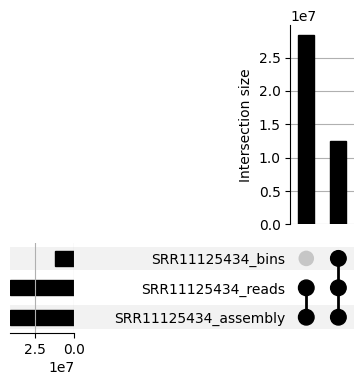 1e7
2.5
2.0
1.5
1.0
0.5
0.0
Intersection size
SRR11125434_bins
SRR11125434_reads
SRR11125434_assembly
2.5 0.0
1e7